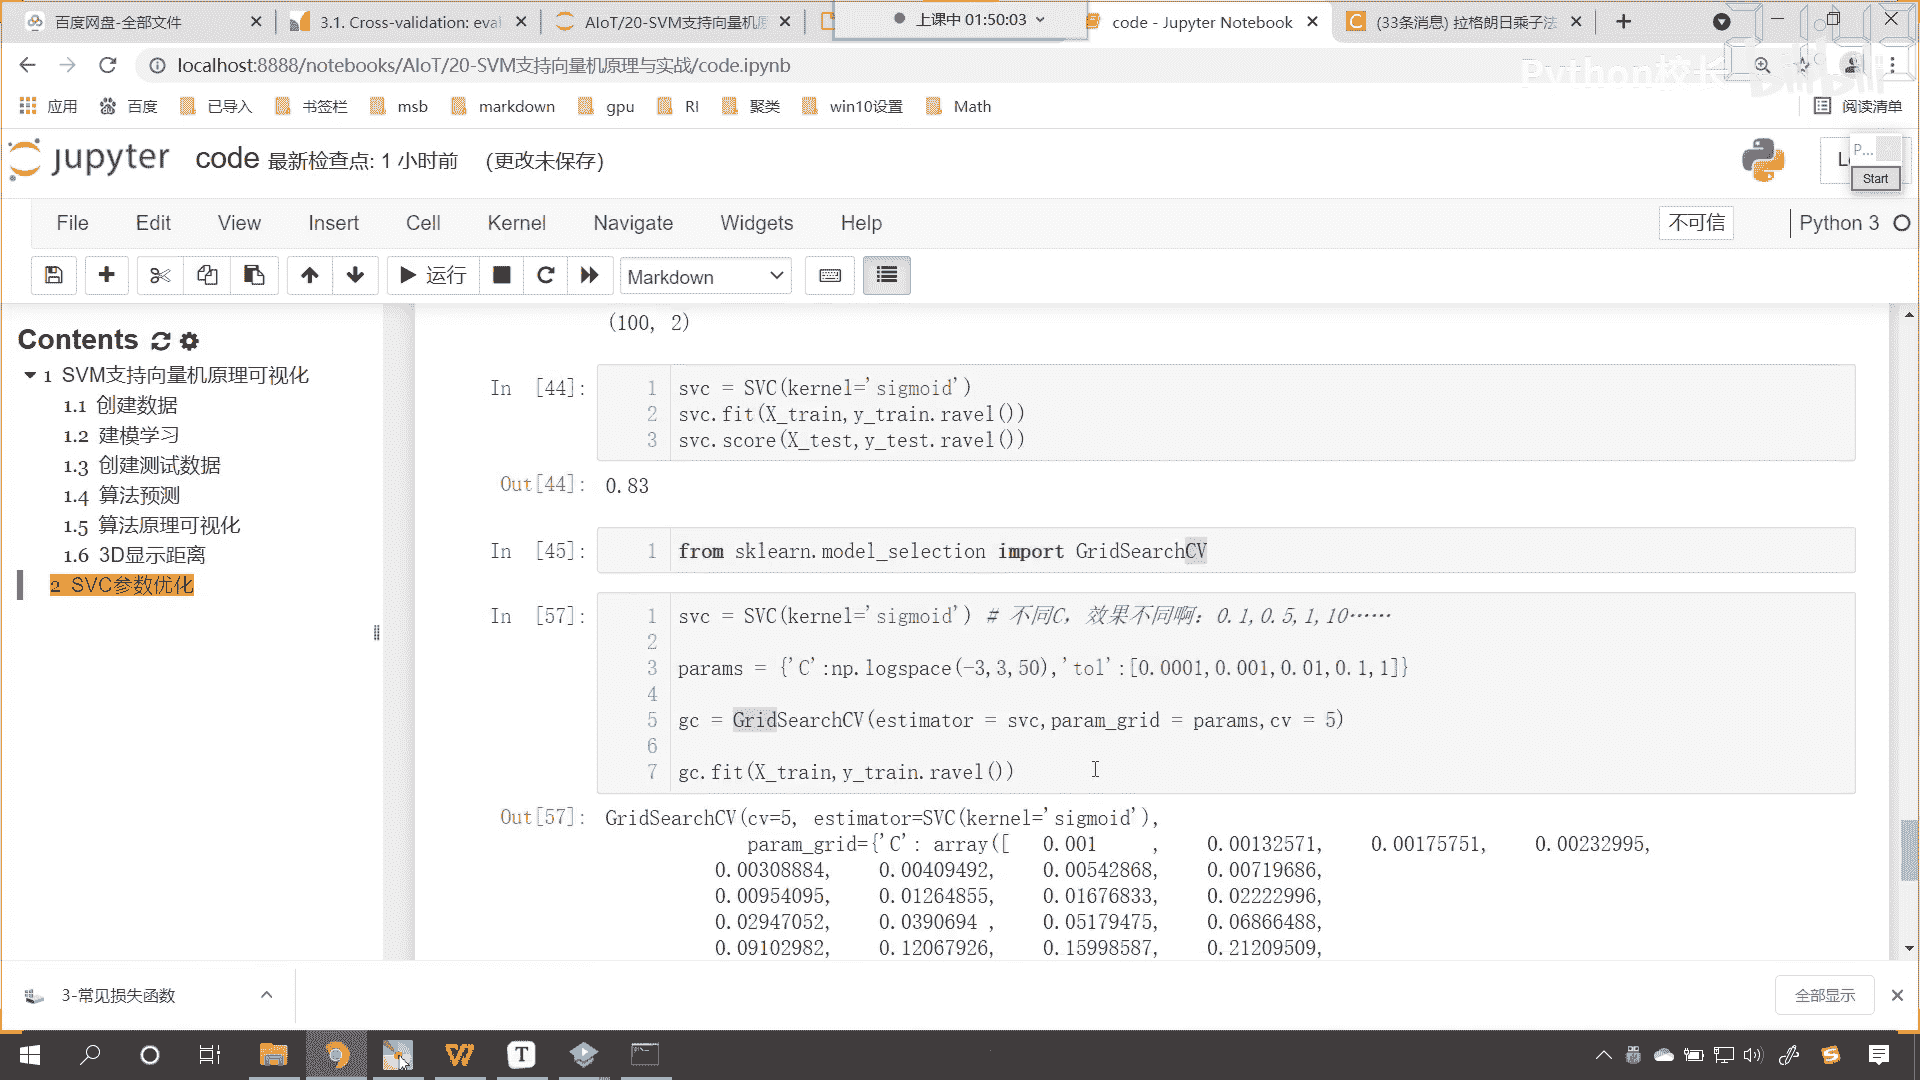 百度网盘-全部文件
3.1. Cross-validation: eval
AIoT/20-SVM支持向量机原
上课中 01:50:03
code - Jupyter Notebook
(33条消息) 拉格朗日乘子法
localhost:8888/notebooks/AIoT/20-SVM支持向量机原理与实战/code.ipynb
Python校长
bilibili
应用 百度 已导入 书签栏 msb markdown gpu RI 聚类 win10设置 Math 阅读清单
jupyter code 最新检查点: 1 小时前 (更改未保存)
P...
Start
File Edit View Insert Cell Kernel Navigate Widgets Help 不可信 Python 3
运行 Markdown
Contents
1 SVM支持向量机原理可视化
1.1 创建数据
1.2 建模学习
1.3 创建测试数据
1.4 算法预测
1.5 算法原理可视化
1.6 3D显示距离
2 SVC参数优化
(100, 2)
In [44]:
1 svc = SVC(kernel='sigmoid')
2 svc.fit(X_train,y_train.ravel())
3 svc.score(X_test,y_test.ravel())
Out[44]: 0.83
In [45]:
1 from sklearn.model_selection import GridSearchCV
In [57]:
1 svc = SVC(kernel='sigmoid') # 不同C，效果不同啊：0.1,0.5,1,10……
2
3 params = {'C':np.logspace(-3,3,50),'tol':[0.0001,0.001,0.01,0.1,1]}
4
5 gc = GridSearchCV(estimator = svc,param_grid = params,cv = 5)
6
7 gc.fit(X_train,y_train.ravel())
Out[57]: GridSearchCV(cv=5, estimator=SVC(kernel='sigmoid'),
param_grid={'C': array([ 0.001 , 0.00132571, 0.00175751, 0.00232995,
0.00308884, 0.00409492, 0.00542868, 0.00719686,
0.00954095, 0.01264855, 0.01676833, 0.02222996,
0.02947052, 0.0390694 , 0.05179475, 0.06866488,
0.09102982, 0.12067926, 0.15998587, 0.21209509,
3-常见损失函数
全部显示